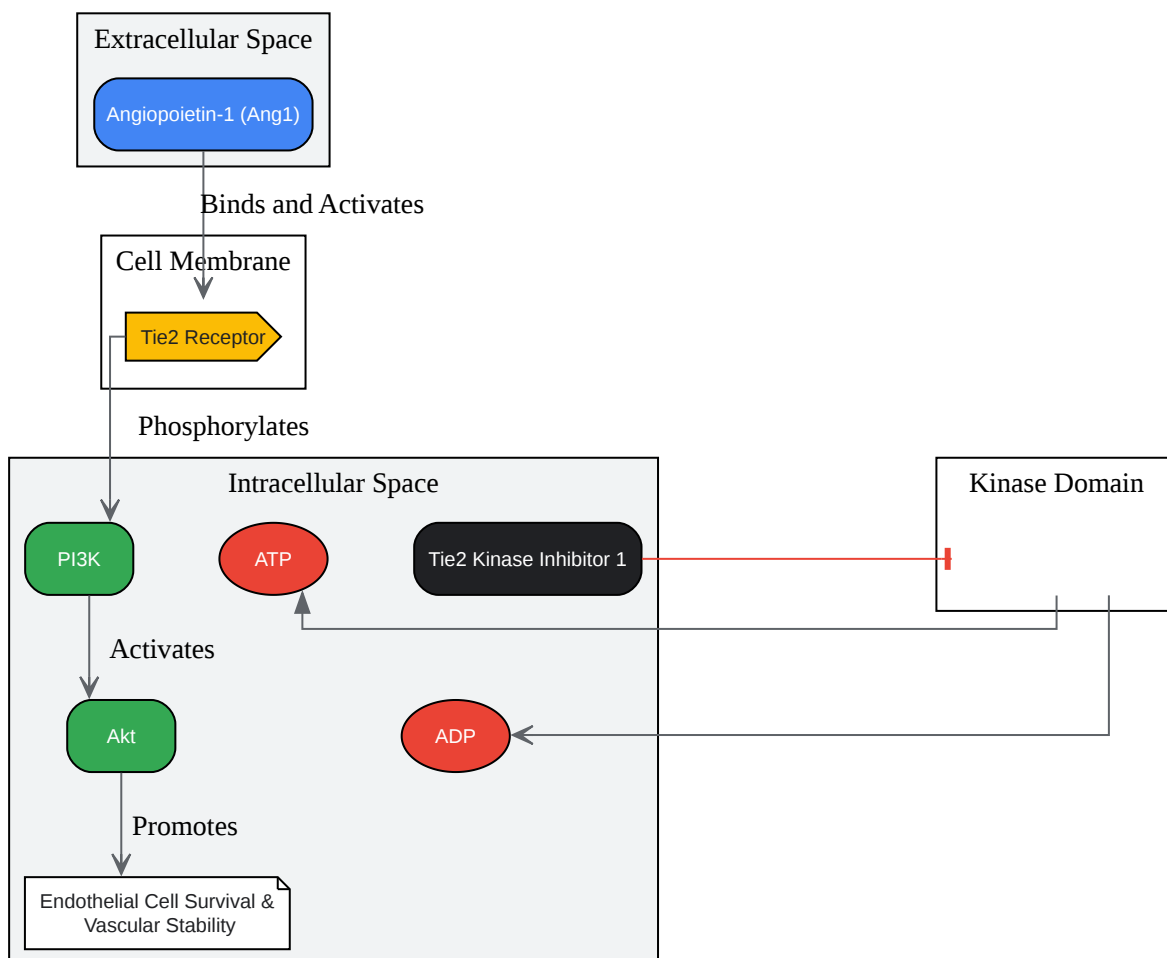 Extracellular Space
Angiopoietin-1 (Ang1)
Binds and Activates
Cell Membrane
Tie2 Receptor
Phosphorylates
Intracellular Space
Kinase Domain
PI3K
ATP
Tie2 Kinase Inhibitor 1
Activates
Akt
ADP
Promotes
Endothelial Cell Survival &
Vascular Stability